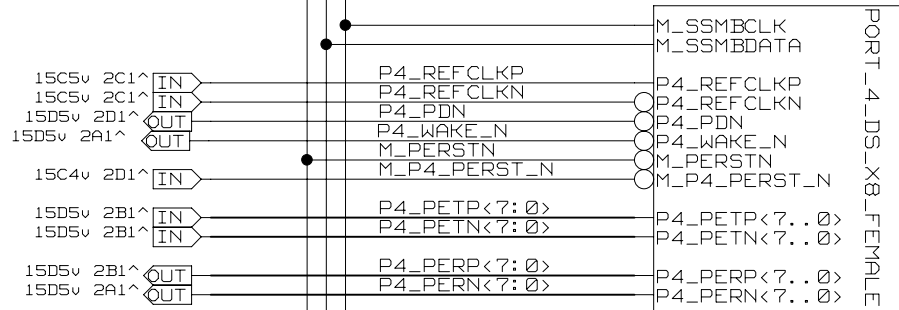 M_SSMBCLK
M_SSMBDATA
15C5v 2C1^ IN P4_REFCLKP P4_REFCLKP
15C5v 2C1^ IN P4_REFCLKN P4_REFCLKN
15D5v 2D1^ OUT P4_PDN P4_PDN
15D5v 2A1^ OUT P4_WAKE_N P4_WAKE_N
M_PERSTN M_PERSTN
15C4v 2D1^ IN M_P4_PERST_N M_P4_PERST_N
15D5v 2B1^ IN P4_PETP<7:0> P4_PETP<7..0>
15D5v 2B1^ IN P4_PETN<7:0> P4_PETN<7..0>
15D5v 2B1^ OUT P4_PERP<7:0> P4_PERP<7..0>
15D5v 2A1^ OUT P4_PERN<7:0> P4_PERN<7..0>
PORT_4_DS_X8_FEMALE